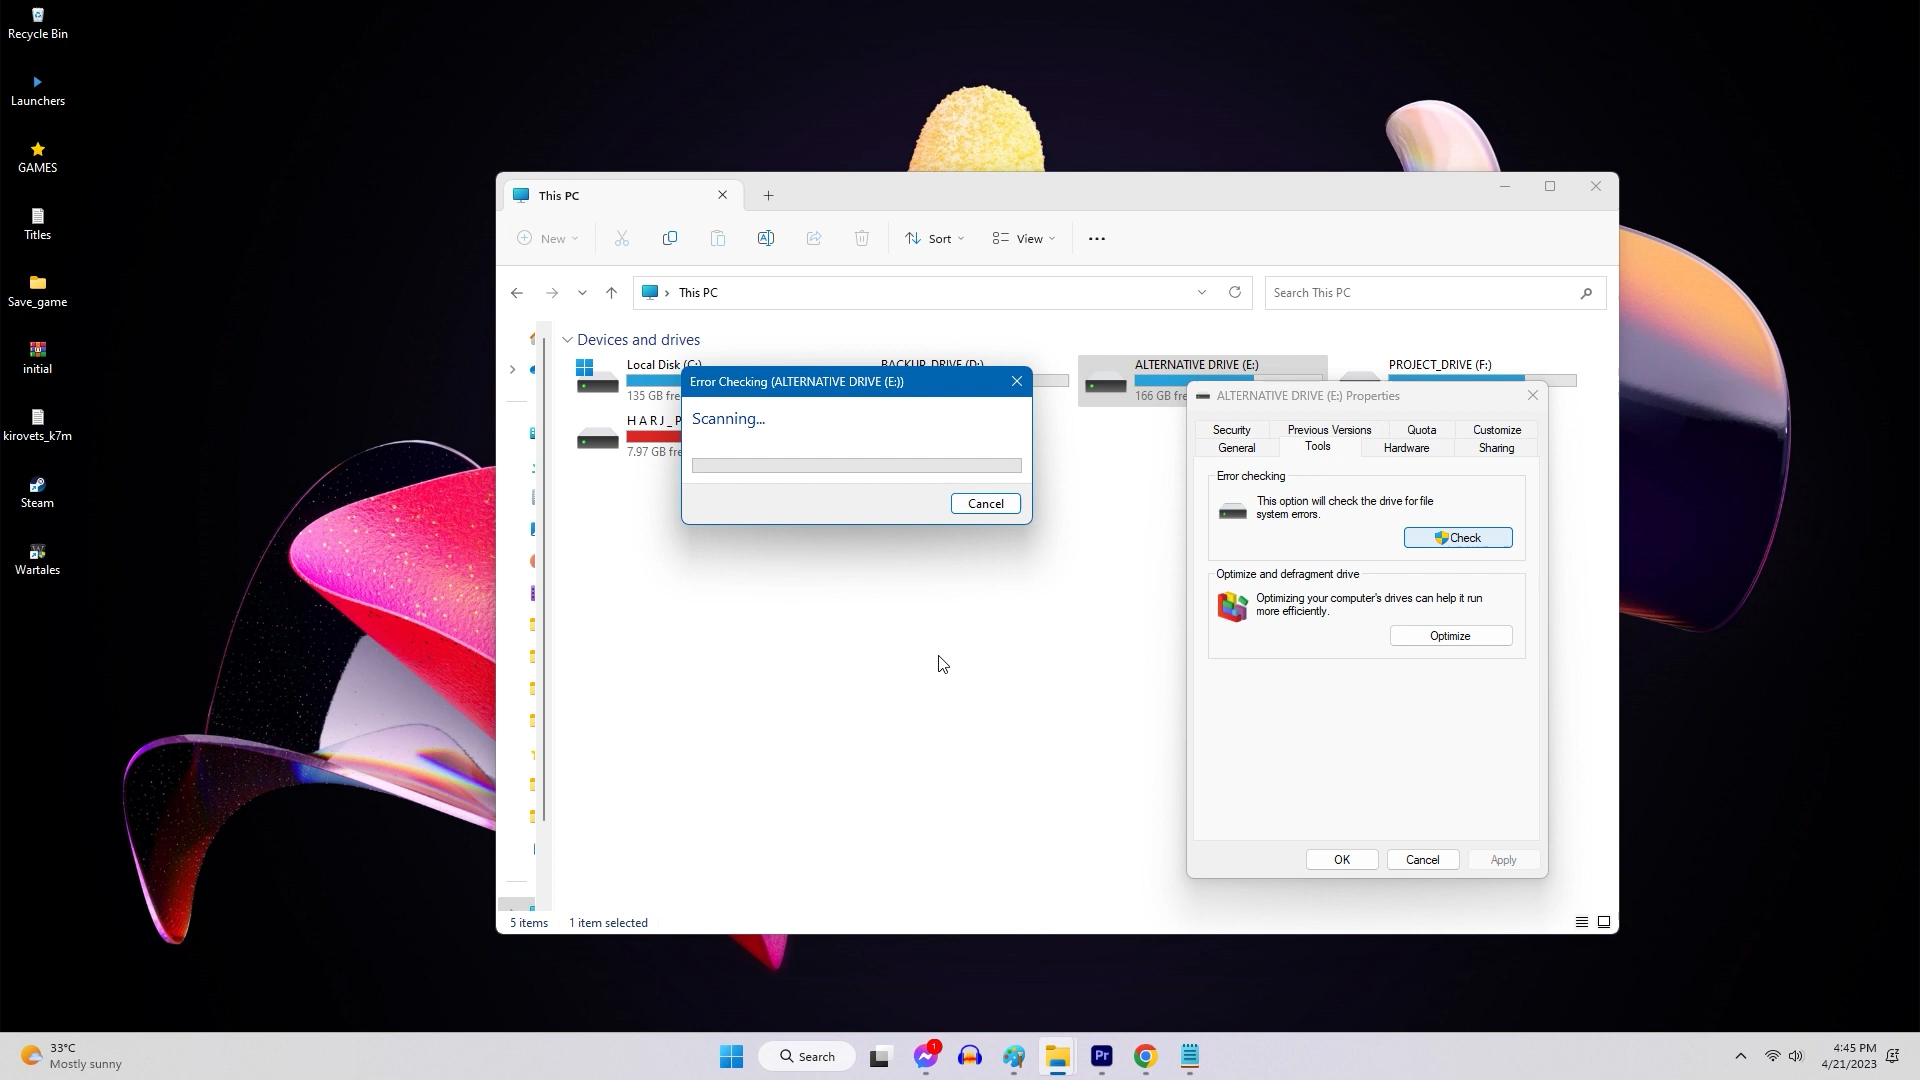 Recycle Bin
Launchers
GAMES
Titles
Save_game
initial
kirovets_k7m
Steam
Wartales
This PC
New
Sort
View
This PC
Search This PC
Devices and drives
Local Disk (C:)
135 GB fre
BACKUP_DRIVE (D:)
ALTERNATIVE DRIVE (E:)
166 GB fre
PROJECT_DRIVE (F:)
H A R J _ P
7.97 GB fre
Error Checking (ALTERNATIVE DRIVE (E:))
Scanning...
Cancel
ALTERNATIVE DRIVE (E:) Properties
Security
Previous Versions
Quota
Customize
General
Tools
Hardware
Sharing
Error checking
This option will check the drive for file
system errors.
Check
Optimize and defragment drive
Optimizing your computer's drives can help it run
more efficiently.
Optimize
OK
Cancel
Apply
5 items
1 item selected
33°C
Mostly sunny
Search
1
Pr
4:45 PM
4/21/2023